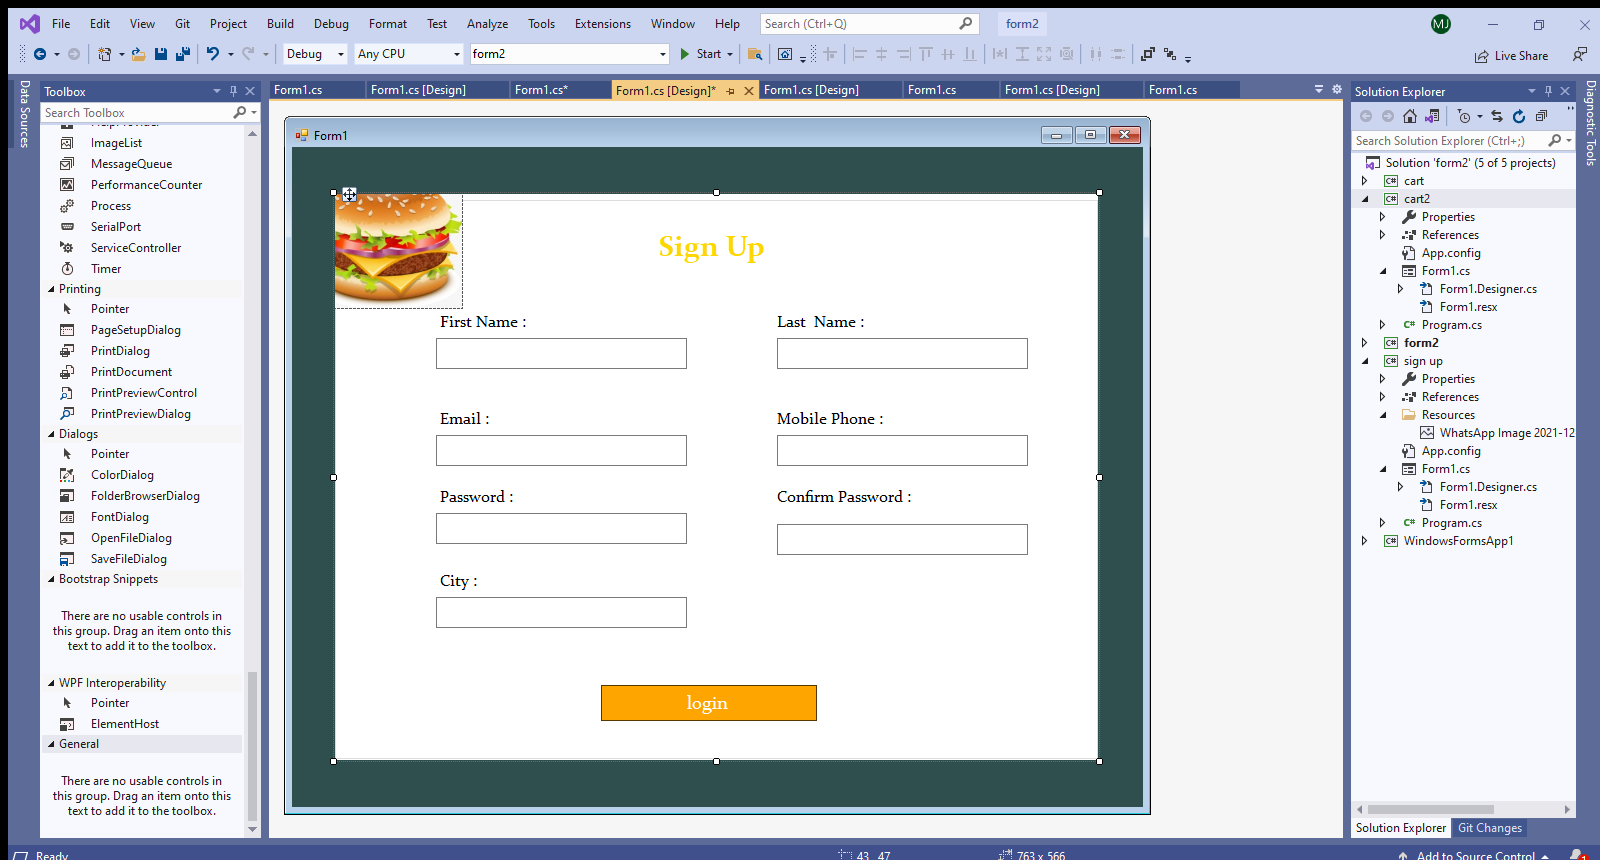 File Edit View Git Project Build Debug Format Test Analyze Tools Extensions Window Help Search (Ctrl+Q) form2 MJ
Debug Any CPU form2 Start Live Share
Data Sources
Toolbox
Search Toolbox
ImageList
MessageQueue
PerformanceCounter
Process
SerialPort
ServiceController
Timer
Printing
Pointer
PageSetupDialog
PrintDialog
PrintDocument
PrintPreviewControl
PrintPreviewDialog
Dialogs
Pointer
ColorDialog
FolderBrowserDialog
FontDialog
OpenFileDialog
SaveFileDialog
Bootstrap Snippets
There are no usable controls in
this group. Drag an item onto this
text to add it to the toolbox.
WPF Interoperability
Pointer
ElementHost
General
There are no usable controls in
this group. Drag an item onto this
text to add it to the toolbox.
Form1.cs Form1.cs [Design] Form1.cs* Form1.cs [Design]* Form1.cs [Design] Form1.cs Form1.cs [Design] Form1.cs
Form1
Sign Up
First Name : Last Name :
Email : Mobile Phone :
Password : Confirm Password :
City :
login
Solution Explorer
Search Solution Explorer (Ctrl+;)
Solution 'form2' (5 of 5 projects)
C# cart
C# cart2
Properties
References
App.config
Form1.cs
Form1.Designer.cs
Form1.resx
C# Program.cs
C# form2
C# sign up
Properties
References
Resources
WhatsApp Image 2021-12
App.config
Form1.cs
Form1.Designer.cs
Form1.resx
C# Program.cs
C# WindowsFormsApp1
Solution Explorer Git Changes
Diagnostic Tools
Ready 43, 47 763 x 566 Add to Source Control 1